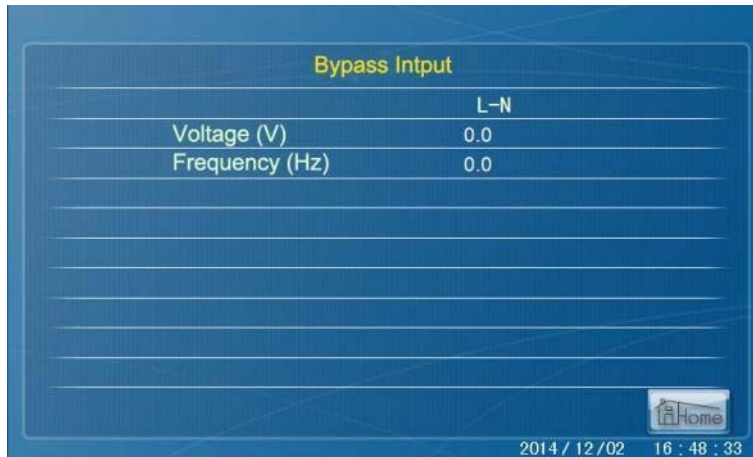 Bypass Intput
L-N
Voltage (V) 0.0
Frequency (Hz) 0.0
Home
2014/12/02 16:48:33